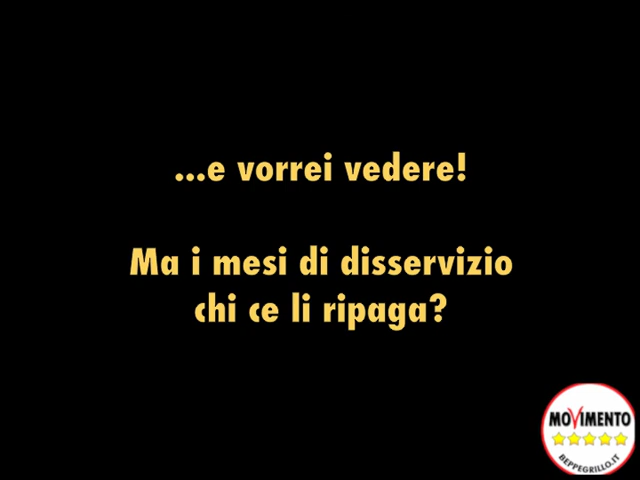 ...e vorrei vedere!
Ma i mesi di disservizio
chi ce li ripaga?
MOVIMENTO
BEPPEGRILLO.IT